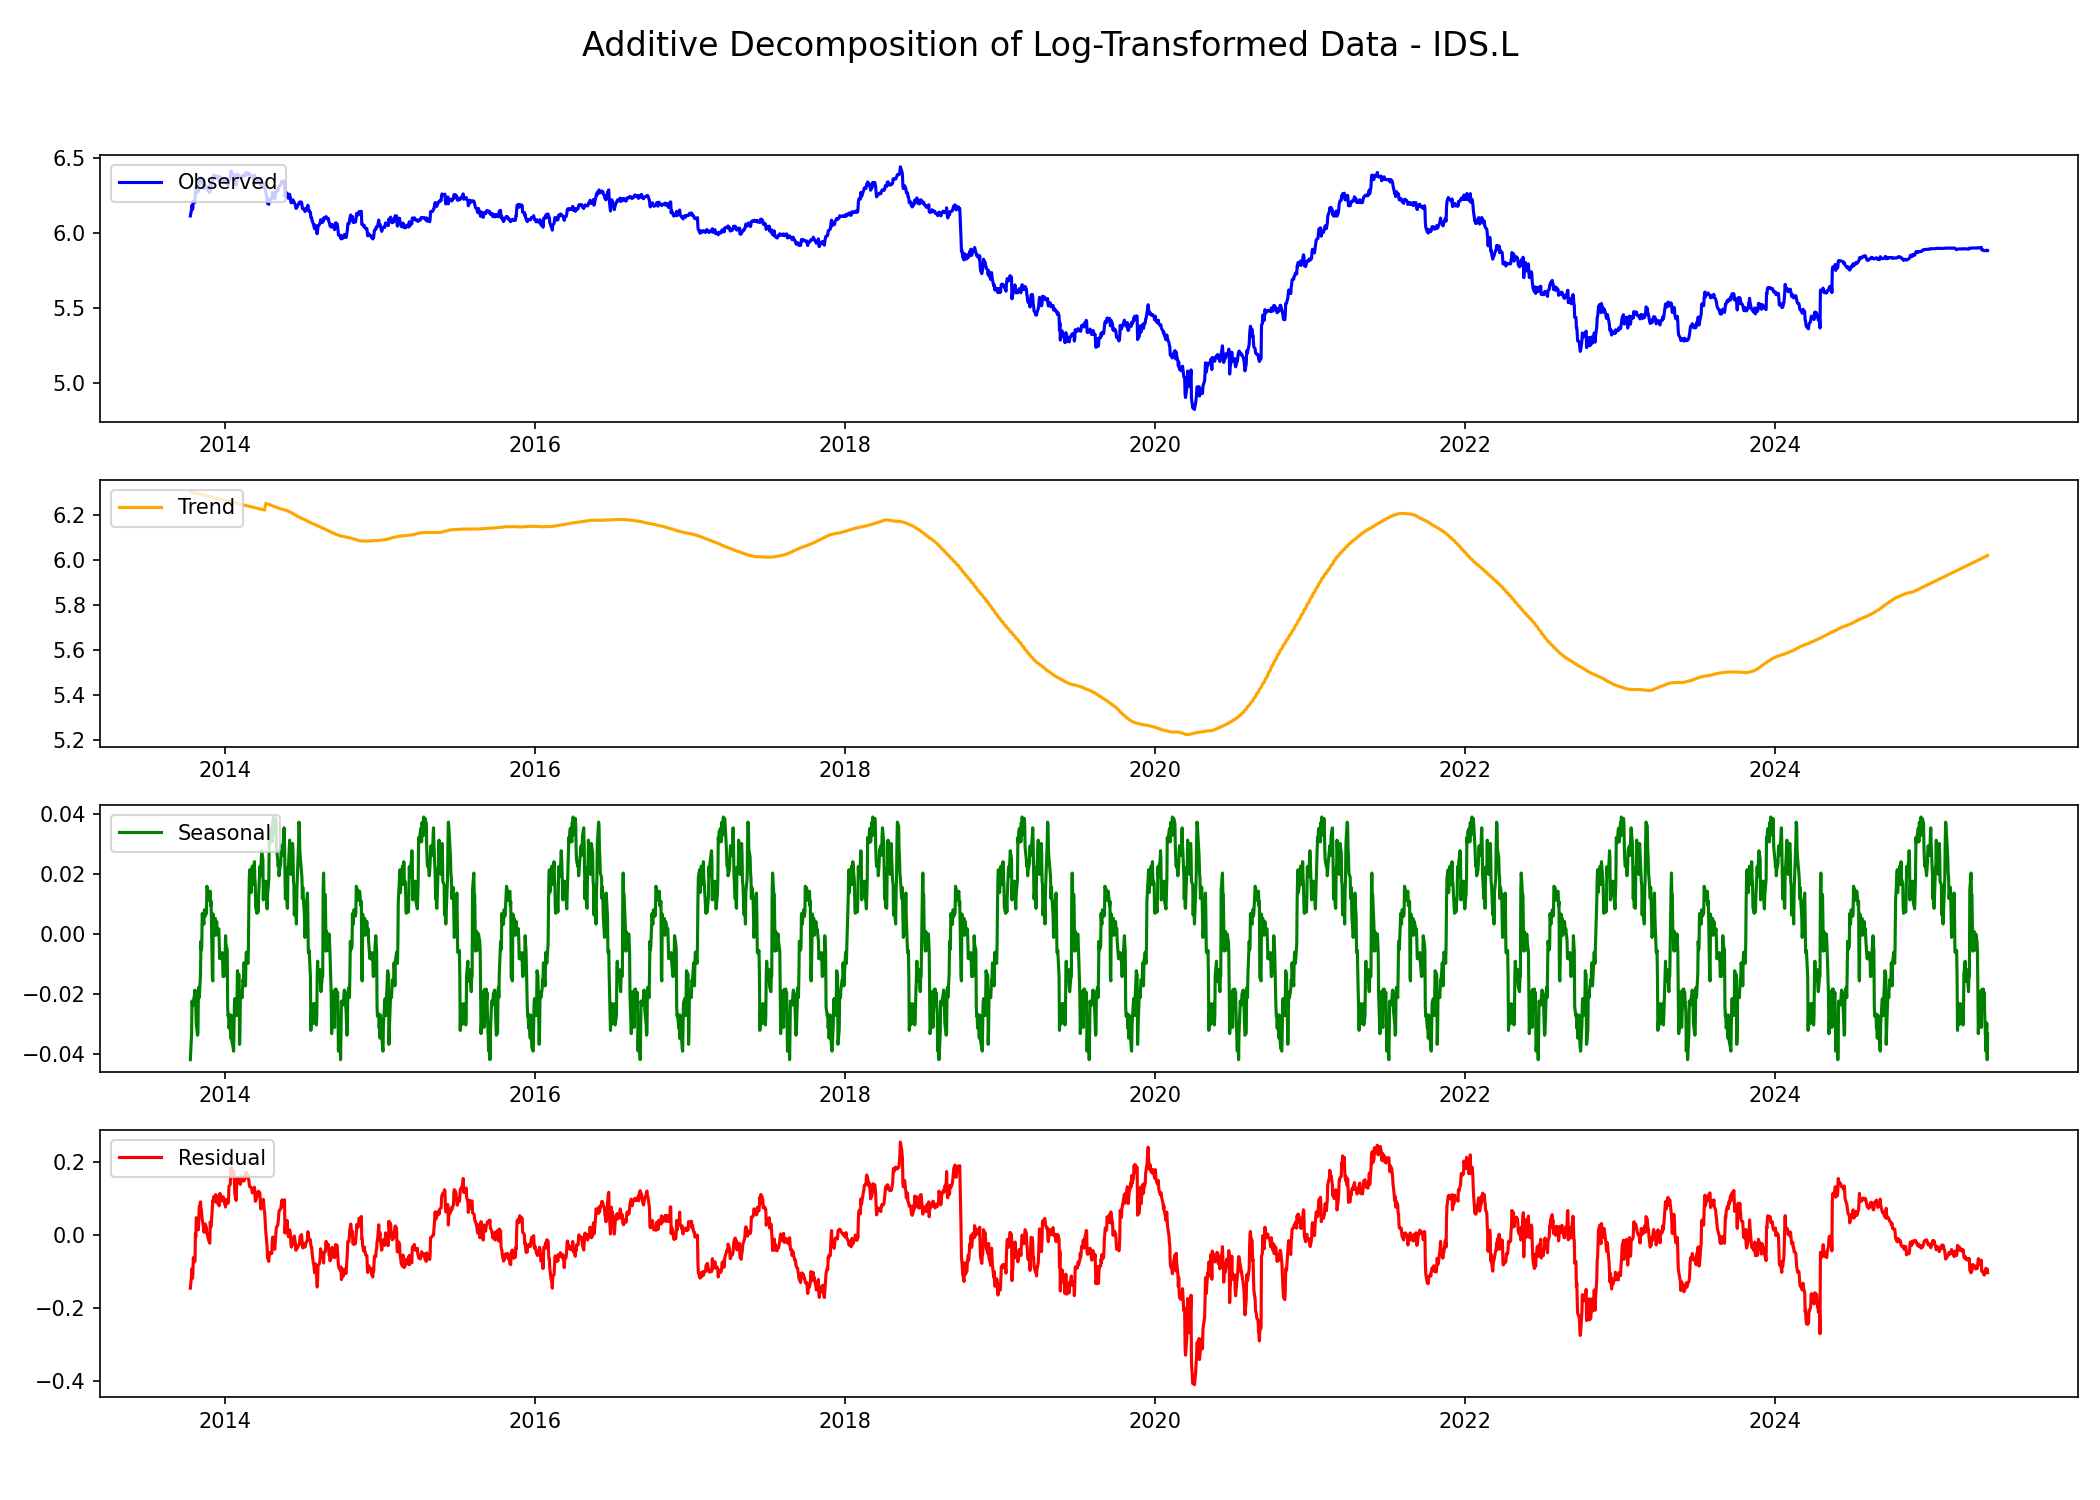 Additive Decomposition of Log-Transformed Data - IDS.L
6.5
6.0
5.5
5.0
Observed
2014 2016 2018 2020 2022 2024
6.2
6.0
5.8
5.6
5.4
5.2
Trend
2014 2016 2018 2020 2022 2024
0.04
0.02
0.00
−0.02
−0.04
Seasonal
2014 2016 2018 2020 2022 2024
0.2
0.0
−0.2
−0.4
Residual
2014 2016 2018 2020 2022 2024